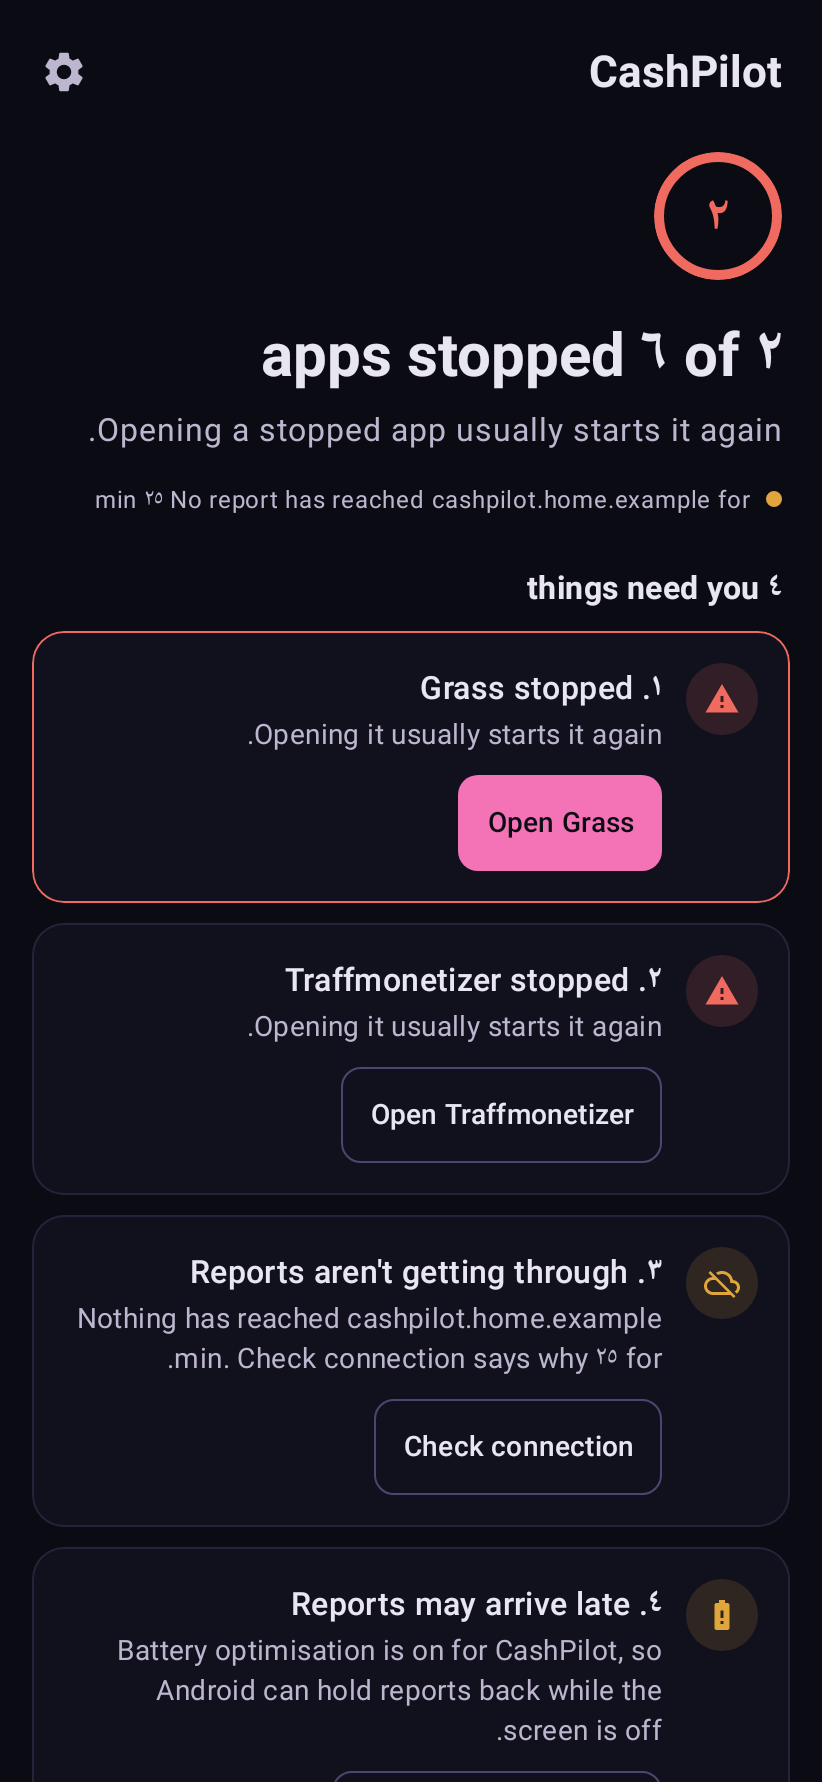 CashPilot
٢
٢ of ٦ apps stopped
Opening a stopped app usually starts it again.
No report has reached cashpilot.home.example for ٢٥ min
٤ things need you
١. Grass stopped
Opening it usually starts it again.
Open Grass
٢. Traffmonetizer stopped
Opening it usually starts it again.
Open Traffmonetizer
٣. Reports aren't getting through
Nothing has reached cashpilot.home.example
for ٢٥ min. Check connection says why.
Check connection
٤. Reports may arrive late
Battery optimisation is on for CashPilot, so
Android can hold reports back while the
screen is off.